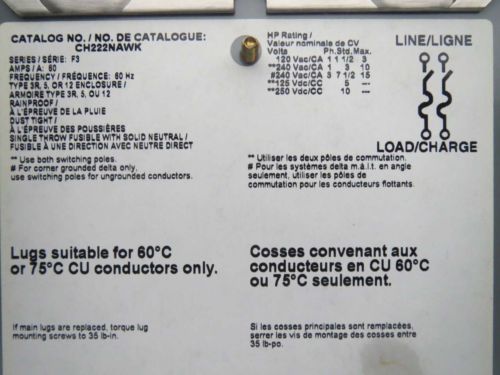 CATALOG NO./ NO. DE CATALOGUE:
CH222NAWK
SERIES / SÉRIE: F3
AMPS / A: 60
FREQUENCY / FRÉQUENCE: 60 Hz
TYPE 3R, 5, OR 12 ENCLOSURE /
ARMOIRE TYPE 3R, 5, OU 12
RAINPROOF /
À L'ÉPREUVE DE LA PLUIE
DUST TIGHT /
À L'ÉPREUVE DES POUSSIÈRES
SINGLE THROW FUSIBLE WITH SOLID NEUTRAL /
FUSIBLE À UNE DIRECTION AVEC NEUTRE DIRECT
** Use both switching poles.
# For corner grounded delta only,
use switching poles for ungrounded conductors.
HP Rating /
Valeur nominale de CV
Volts Ph.Std.Max.
120 Vac/CA 1 1 1/2 3
**240 Vac/CA 1 3 10
#240 Vac/CA 3 7 1/2 15
**125 Vdc/CC 5 ---
**250 Vdc/CC 10 ---
LINE/LIGNE
LOAD/CHARGE
** Utiliser les deux pôles de commutation.
# Pour les systèmes delta m.à.l.t. en angle
seulement, utiliser les pôles de
commutation pour les conducteurs flottants.
Lugs suitable for 60°C
or 75°C CU conductors only.
Cosses convenant aux
conducteurs en CU 60°C
ou 75°C seulement.
If main lugs are replaced, torque lug
mounting screws to 35 lb-in.
Si les cosses principales sont remplacées,
serrer les vis de montage des cosses entre
35 lb-po.